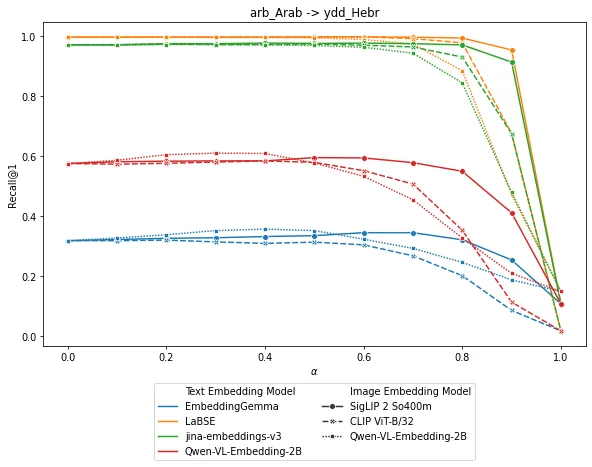 arb_Arab -> ydd_Hebr
1.0
0.8
0.6
0.4
0.2
0.0
Recall@1
0.0 0.2 0.4 0.6 0.8 1.0
α
Text Embedding Model Image Embedding Model
EmbeddingGemma SigLIP 2 So400m
LaBSE CLIP ViT-B/32
jina-embeddings-v3 Qwen-VL-Embedding-2B
Qwen-VL-Embedding-2B